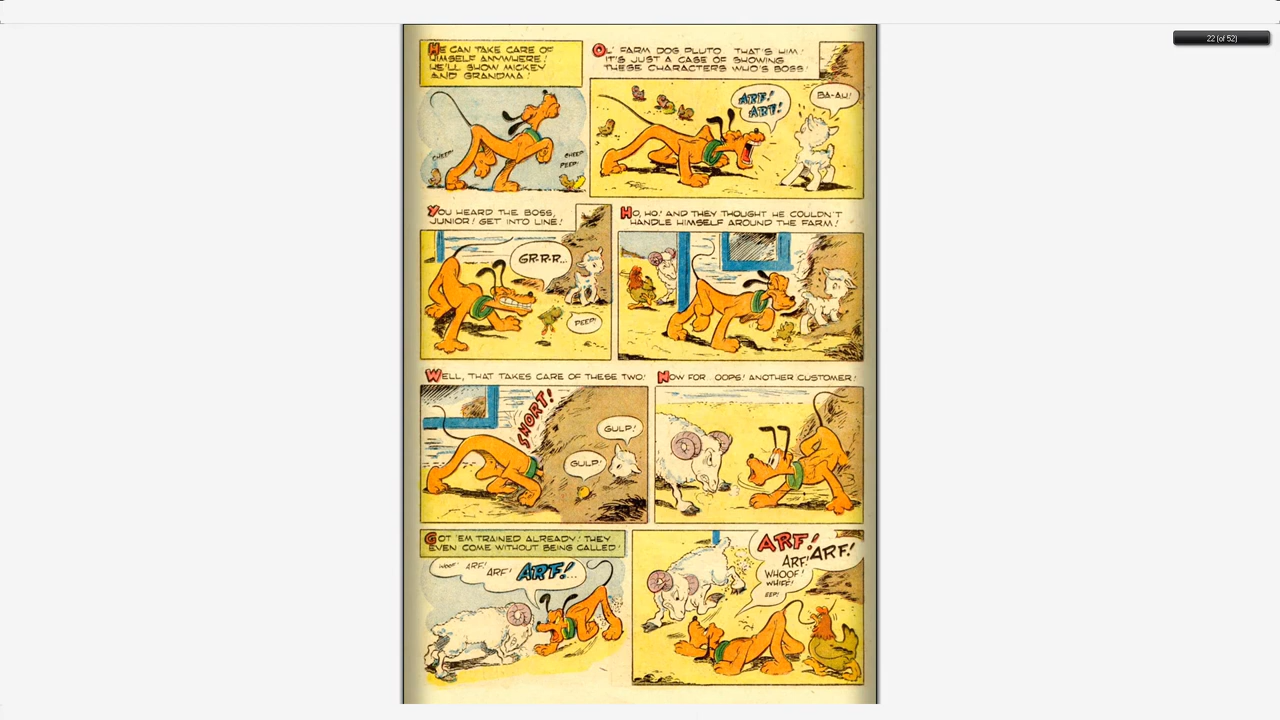 22 (of 52)
HE CAN TAKE CARE OF
HIMSELF ANYWHERE!
HE'LL SHOW MICKEY
AND GRANDMA!
CHEEP!
CHEEP!
PEEP!
OL' FARM DOG PLUTO THAT'S HIM!
IT'S JUST A CASE OF SHOWING
THESE CHARACTERS WHO'S BOSS!
ARF!
ARF!
BA-AH!
YOU HEARD THE BOSS,
JUNIOR! GET INTO LINE!
GR-R-R...
PEEP!
HO, HO! AND THEY THOUGHT HE COULDN'T
HANDLE HIMSELF AROUND THE FARM!
WELL, THAT TAKES CARE OF THESE TWO!
SNORT!
GULP!
GULP!
NOW FOR OOPS! ANOTHER CUSTOMER!
GOT 'EM TRAINED ALREADY! THEY
EVEN COME WITHOUT BEING CALLED!
WOOF! ARF! ARF! ARF!...
ARF!
ARF! ARF!
WHOOF!
WHIFF!
EEP!